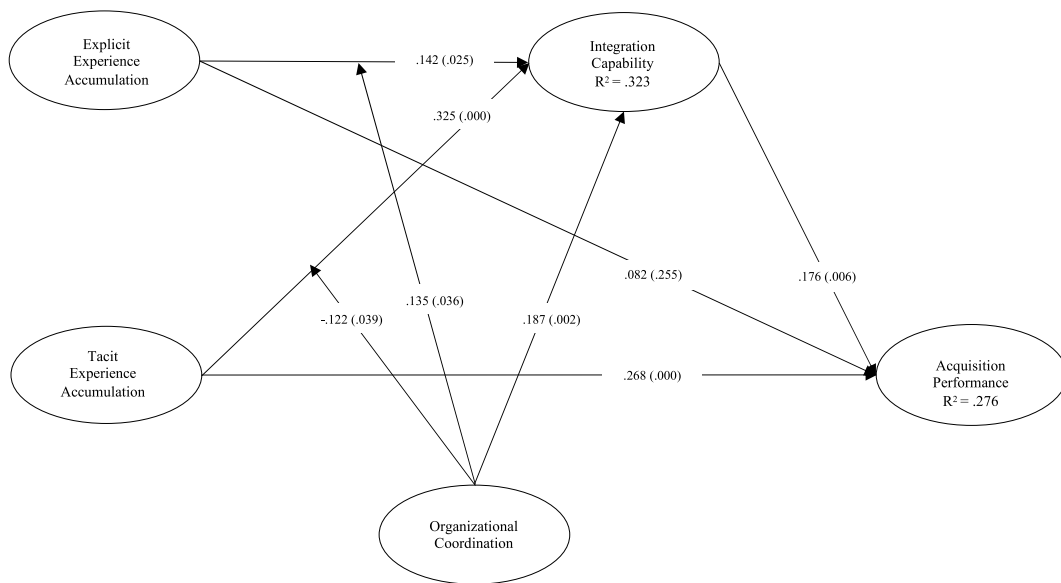 Explicit
Experience
Accumulation
.142 (.025)
Integration
Capability
R² = .323
.325 (.000)
.082 (.255)
.176 (.006)
.135 (.036)
-.122 (.039)
.187 (.002)
Tacit
Experience
Accumulation
.268 (.000)
Acquisition
Performance
R² = .276
Organizational
Coordination